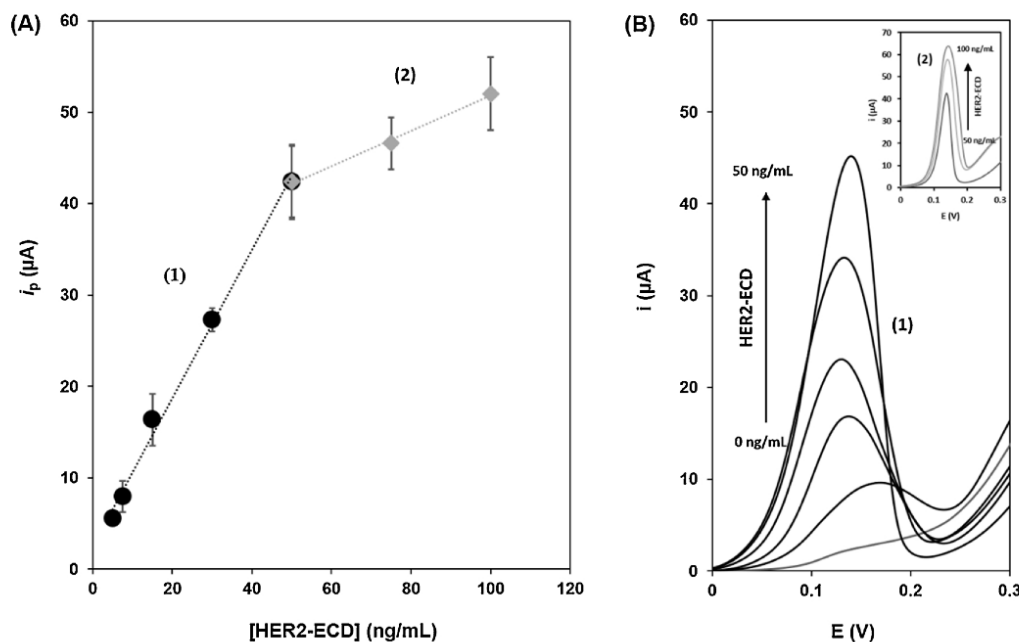 (A)
60
50
40
30
20
10
0
iₚ (µA)
(1)
(2)
0 20 40 60 80 100 120
[HER2-ECD] (ng/mL)
(B)
60
50
40
30
20
10
0
i (µA)
50 ng/mL
HER2-ECD
0 ng/mL
(1)
0 0.1 0.2 0.3
E (V)
70
60
50
40
30
20
10
0
i (µA)
(2)
100 ng/mL
HER2-ECD
50 ng/mL
0 0.1 0.2 0.3
E (V)